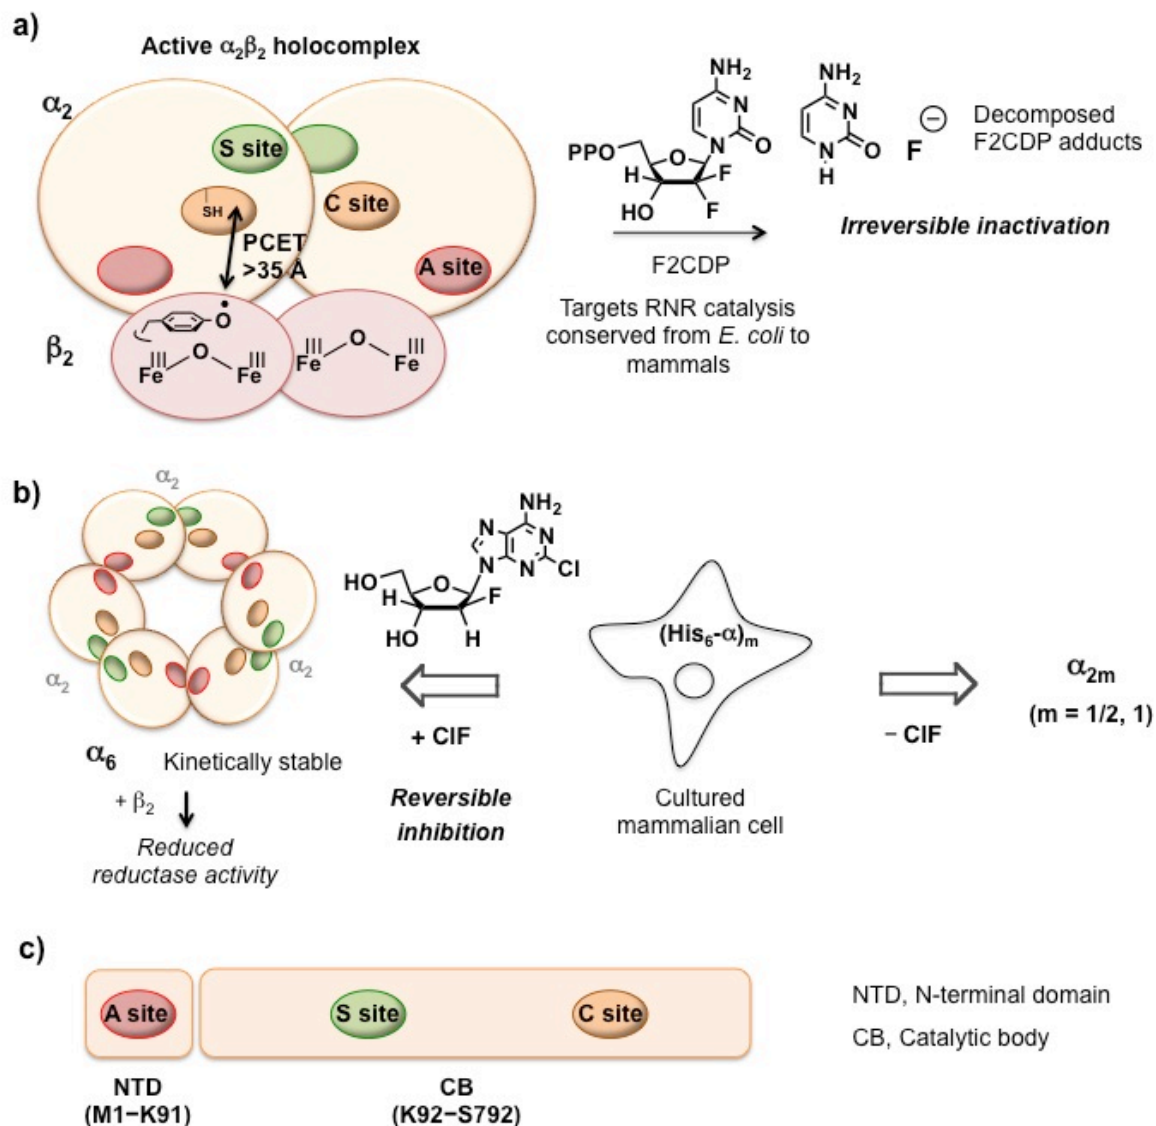 a)
Active α2β2 holocomplex
α2
S site
SH
C site
PCET
>35 Å
A site
β2
O
•
Fe III O Fe III
Fe III O Fe III
NH2
N
N
O
PPO
O
H
F
HO
F
F2CDP
Targets RNR catalysis
conserved from E. coli to
mammals
NH2
N
N
O
H
F
−
Decomposed
F2CDP adducts
Irreversible inactivation
b)
α2
α2
α2
α6
Kinetically stable
+ β2
Reduced
reductase activity
NH2
N
N
N
N
Cl
HO
O
F
H
HO
H
+ ClF
Reversible
inhibition
(His6-α)m
Cultured
mammalian cell
− ClF
α2m
(m = 1/2, 1)
c)
A site
S site
C site
NTD
(M1−K91)
CB
(K92−S792)
NTD, N-terminal domain
CB, Catalytic body